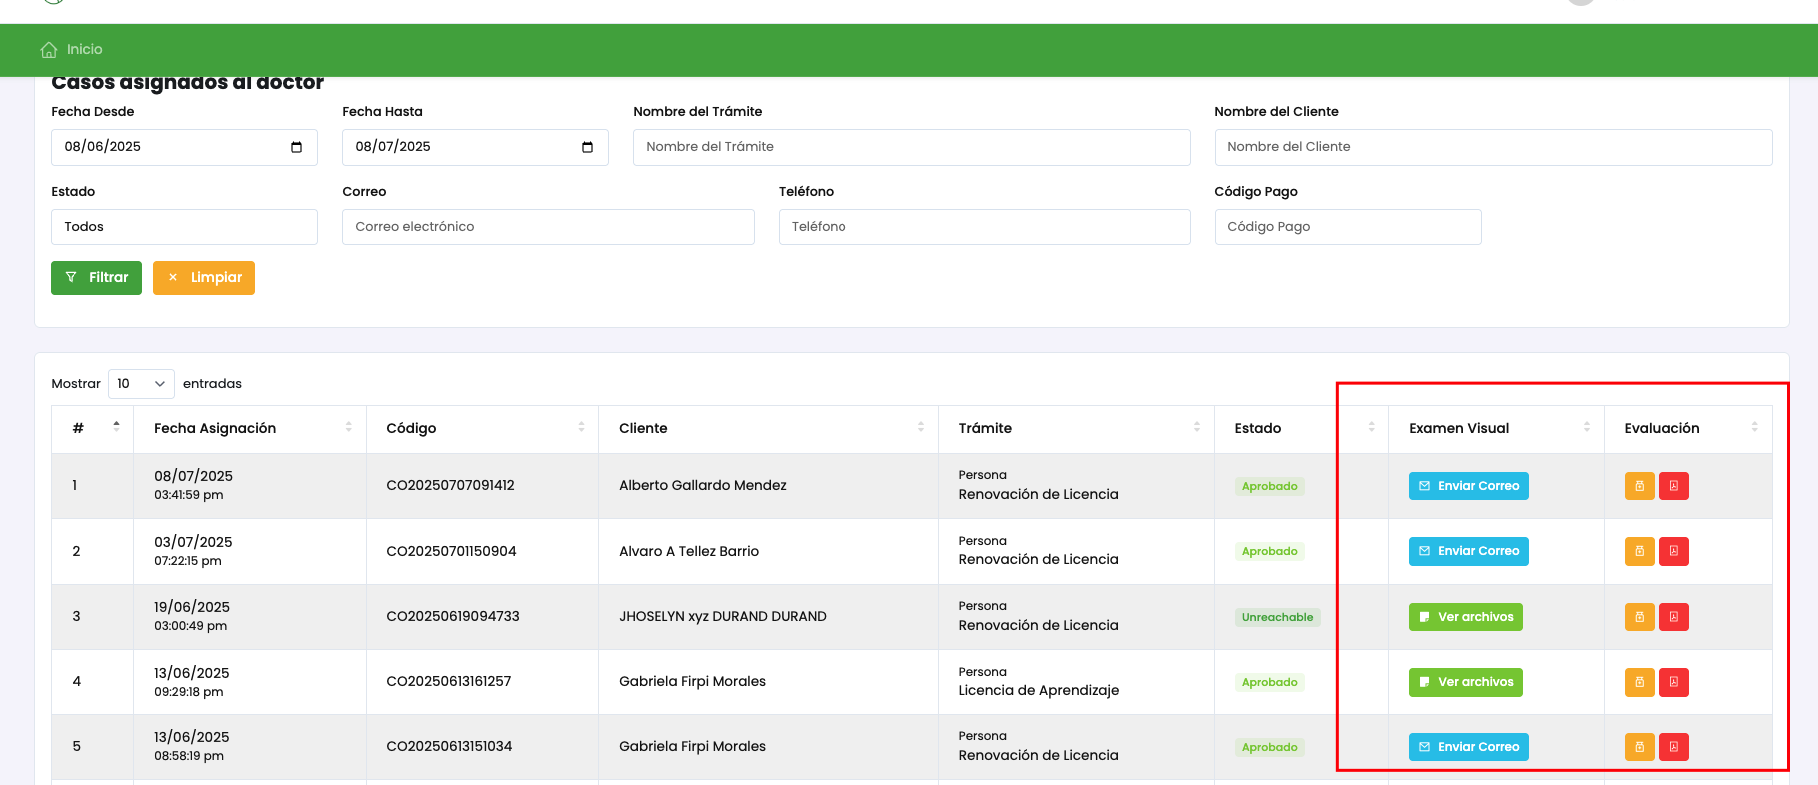 Inicio
Casos asignados al doctor
Fecha Desde Fecha Hasta Nombre del Trámite Nombre del Cliente
08/06/2025 08/07/2025 Nombre del Trámite Nombre del Cliente
Estado Correo Teléfono Código Pago
Todos Correo electrónico Teléfono Código Pago
Filtrar Limpiar
Mostrar 10 entradas
# Fecha Asignación Código Cliente Trámite Estado Examen Visual Evaluación
1 08/07/2025 03:41:59 pm CO20250707091412 Alberto Gallardo Mendez Persona Renovación de Licencia Aprobado Enviar Correo
2 03/07/2025 07:22:15 pm CO20250701150904 Alvaro A Tellez Barrio Persona Renovación de Licencia Aprobado Enviar Correo
3 19/06/2025 03:00:49 pm CO20250619094733 JHOSELYN xyz DURAND DURAND Persona Renovación de Licencia Unreachable Ver archivos
4 13/06/2025 09:29:18 pm CO20250613161257 Gabriela Firpi Morales Persona Licencia de Aprendizaje Aprobado Ver archivos
5 13/06/2025 08:58:19 pm CO20250613151034 Gabriela Firpi Morales Persona Renovación de Licencia Aprobado Enviar Correo